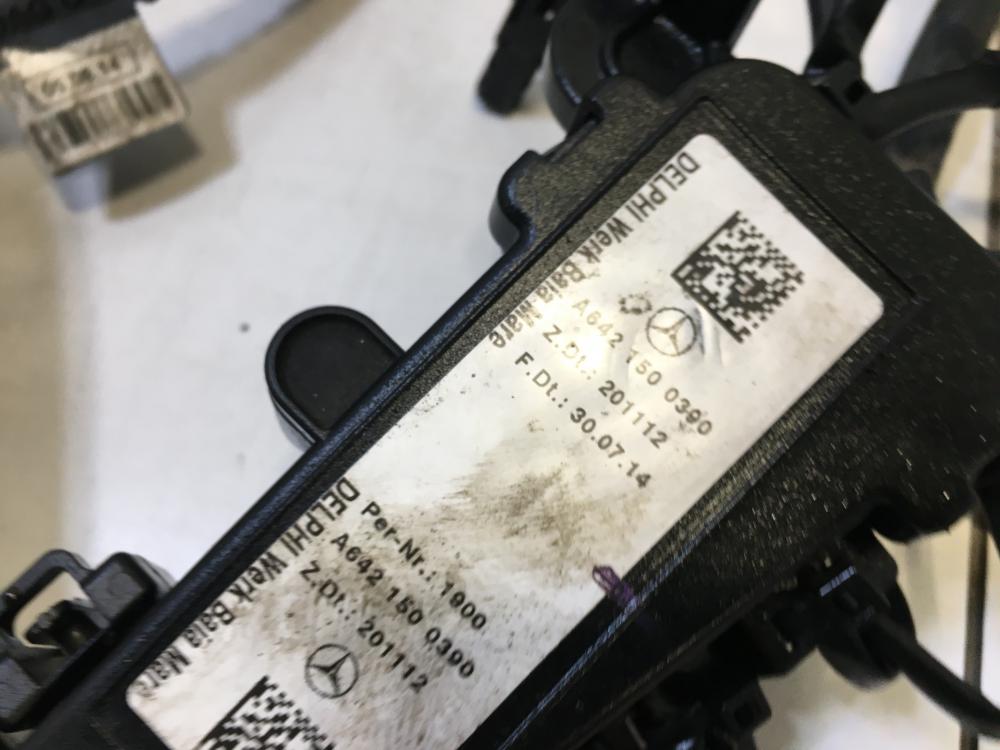 DELPHI Werk Baia Mare
A642 150 0390
Z.Dt.: 201112
F.Dt.: 30.07.14
DELPHI Werk Baia Mare
Per-Nr.: 1900
A642 150 0390
Z.Dt.: 201112